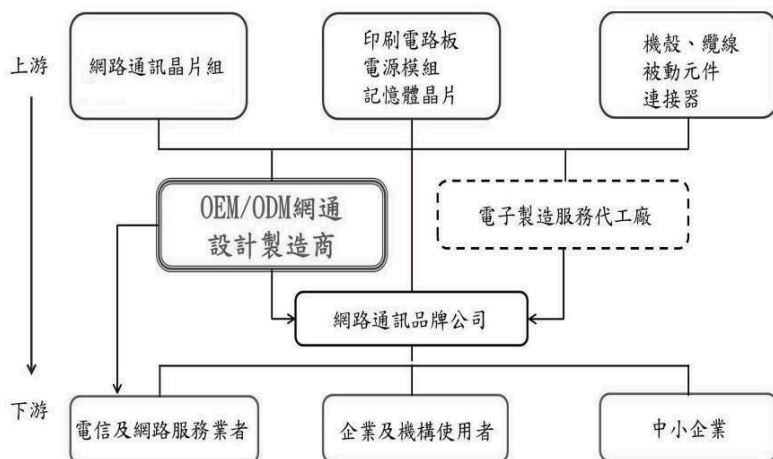 上游
網路通訊晶片組
印刷電路板
電源模組
記憶體晶片
機殼、纜線
被動元件
連接器
OEM/ODM網通
設計製造商
電子製造服務代工廠
網路通訊品牌公司
下游
電信及網路服務業者
企業及機構使用者
中小企業